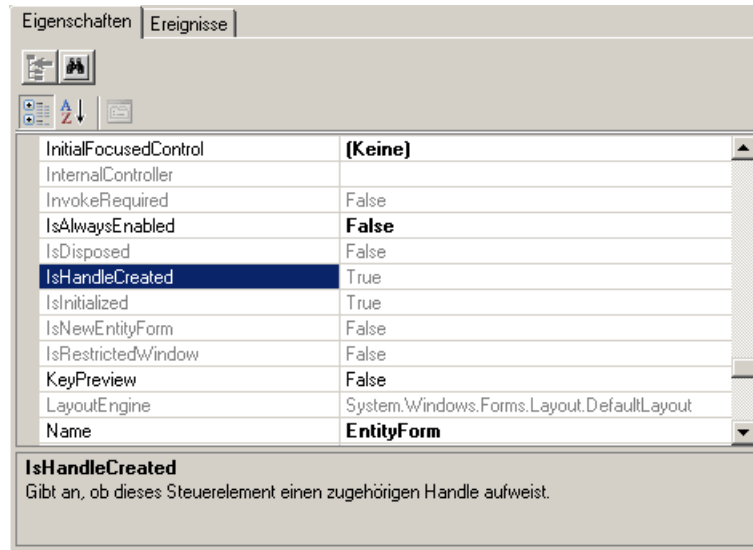 Eigenschaften Ereignisse
InitialFocusedControl (Keine)
InternalController
InvokeRequired False
IsAlwaysEnabled False
IsDisposed False
IsHandleCreated True
IsInitialized True
IsNewEntityForm False
IsRestrictedWindow False
KeyPreview False
LayoutEngine System.Windows.Forms.Layout.DefaultLayout
Name EntityForm
IsHandleCreated
Gibt an, ob dieses Steuerelement einen zugehörigen Handle aufweist.